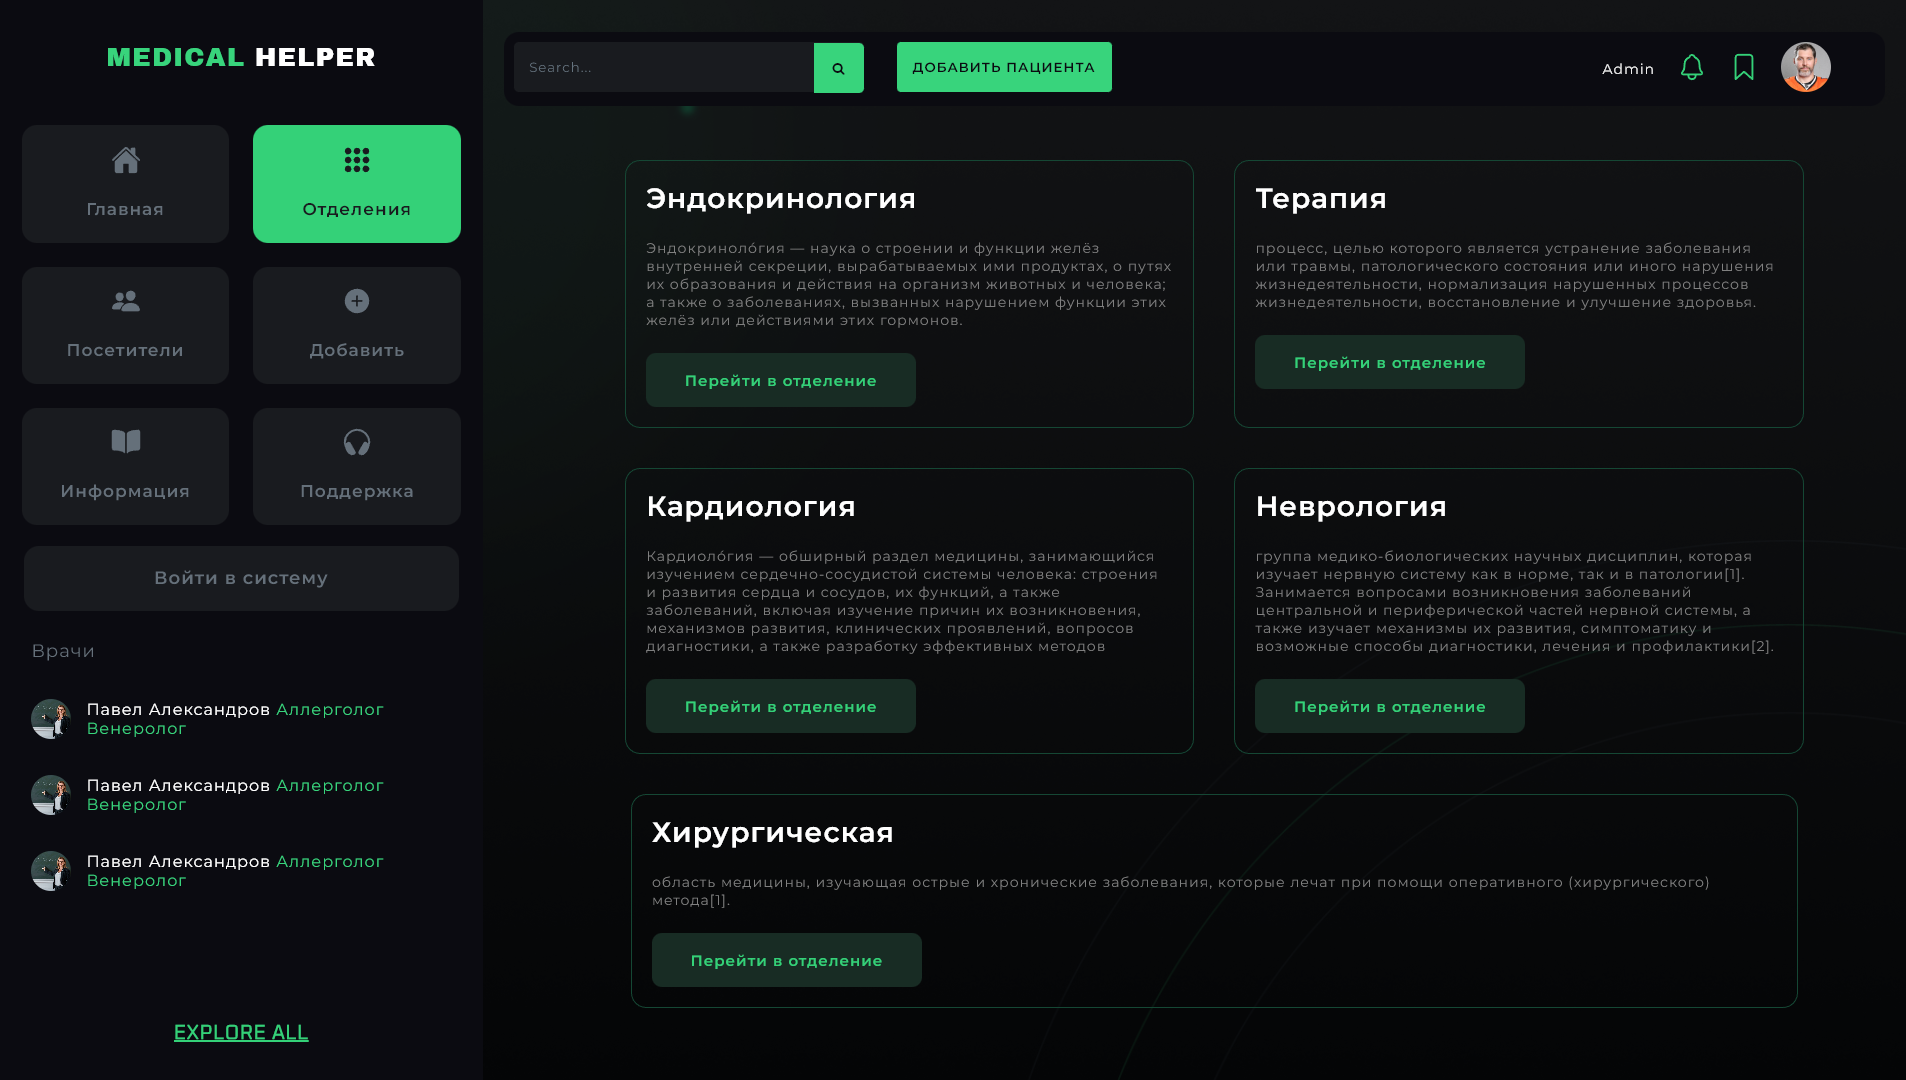 MEDICAL HELPER
Главная
Отделения
Посетители
Добавить
Информация
Поддержка
Войти в систему
Врачи
Павел Александров Аллерголог
Венеролог
Павел Александров Аллерголог
Венеролог
Павел Александров Аллерголог
Венеролог
EXPLORE ALL
Search...
ДОБАВИТЬ ПАЦИЕНТА
Admin
Эндокринология
Эндокриноло́гия — наука о строении и функции желёз
внутренней секреции, вырабатываемых ими продуктах, о путях
их образования и действия на организм животных и человека;
а также о заболеваниях, вызванных нарушением функции этих
желёз или действиями этих гормонов.
Перейти в отделение
Терапия
процесс, целью которого является устранение заболевания
или травмы, патологического состояния или иного нарушения
жизнедеятельности, нормализация нарушенных процессов
жизнедеятельности, восстановление и улучшение здоровья.
Перейти в отделение
Кардиология
Кардиоло́гия — обширный раздел медицины, занимающийся
изучением сердечно-сосудистой системы человека: строения
и развития сердца и сосудов, их функций, а также
заболеваний, включая изучение причин их возникновения,
механизмов развития, клинических проявлений, вопросов
диагностики, а также разработку эффективных методов
Перейти в отделение
Неврология
группа медико-биологических научных дисциплин, которая
изучает нервную систему как в норме, так и в патологии[1].
Занимается вопросами возникновения заболеваний
центральной и периферической частей нервной системы, а
также изучает механизмы их развития, симптоматику и
возможные способы диагностики, лечения и профилактики[2].
Перейти в отделение
Хирургическая
область медицины, изучающая острые и хронические заболевания, которые лечат при помощи оперативного (хирургического)
метода[1].
Перейти в отделение